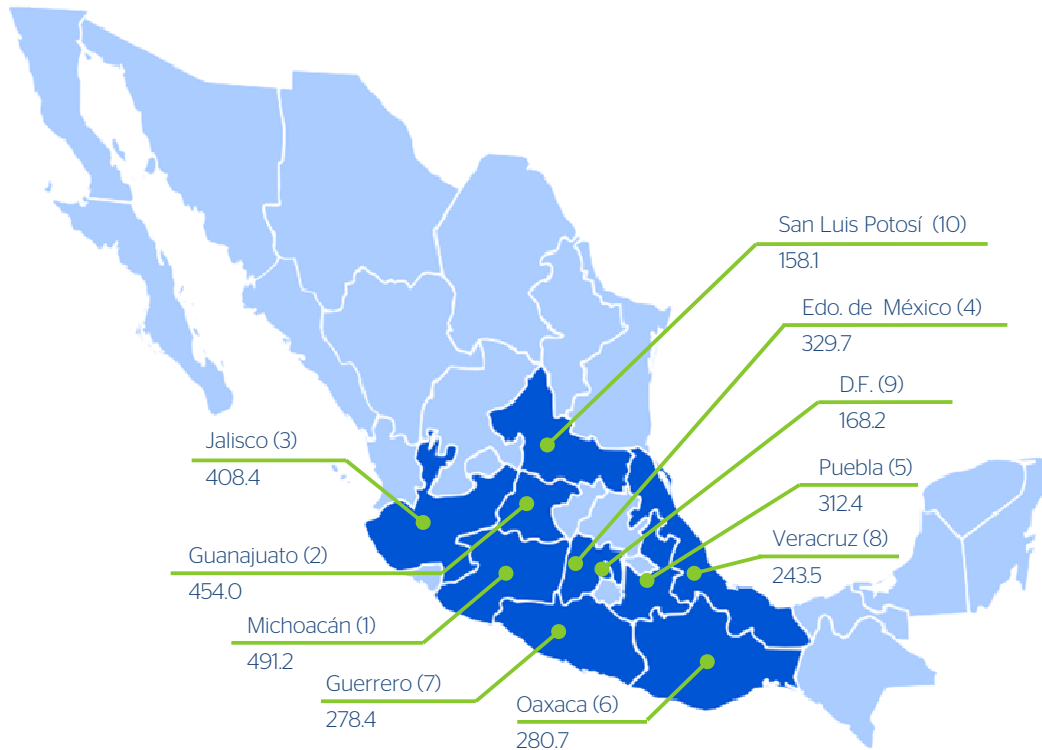 San Luis Potosí (10)
158.1
Edo. de México (4)
329.7
D.F. (9)
168.2
Jalisco (3)
408.4
Puebla (5)
312.4
Veracruz (8)
243.5
Guanajuato (2)
454.0
Michoacán (1)
491.2
Guerrero (7)
278.4
Oaxaca (6)
280.7